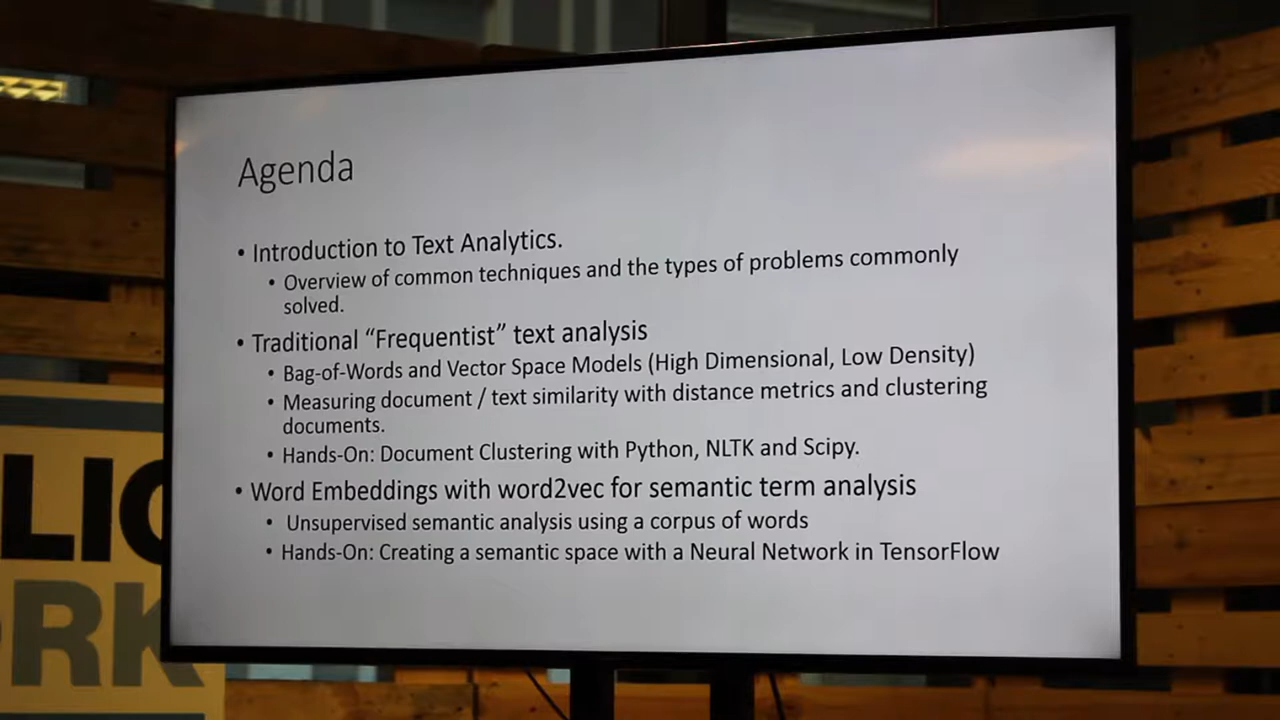 Agenda
• Introduction to Text Analytics.
• Overview of common techniques and the types of problems commonly
solved.
• Traditional “Frequentist” text analysis
• Bag-of-Words and Vector Space Models (High Dimensional, Low Density)
• Measuring document / text similarity with distance metrics and clustering
documents.
• Hands-On: Document Clustering with Python, NLTK and Scipy.
• Word Embeddings with word2vec for semantic term analysis
• Unsupervised semantic analysis using a corpus of words
• Hands-On: Creating a semantic space with a Neural Network in TensorFlow
LIC
ORK